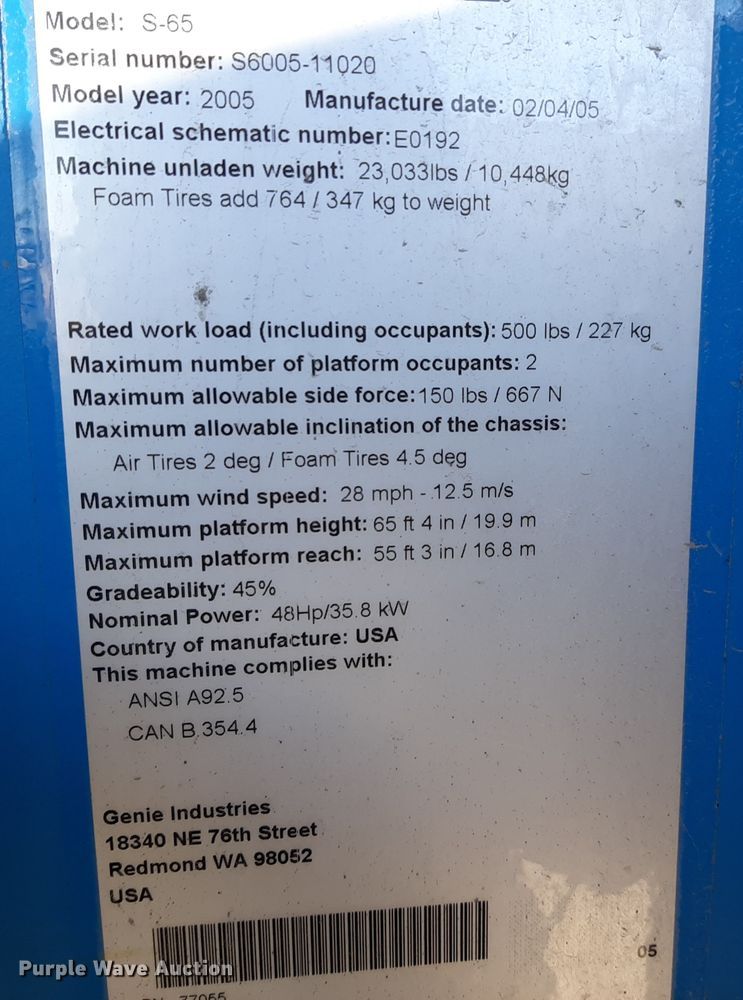 Model: S-65
Serial number: S6005-11020
Model year: 2005 Manufacture date: 02/04/05
Electrical schematic number:E0192
Machine unladen weight: 23,033lbs / 10,448kg
Foam Tires add 764 / 347 kg to weight
Rated work load (including occupants): 500 lbs / 227 kg
Maximum number of platform occupants: 2
Maximum allowable side force:150 lbs / 667 N
Maximum allowable inclination of the chassis:
Air Tires 2 deg / Foam Tires 4.5 deg
Maximum wind speed: 28 mph - 12.5 m/s
Maximum platform height: 65 ft 4 in / 19.9 m
Maximum platform reach: 55 ft 3 in / 16.8 m
Gradeability: 45%
Nominal Power: 48Hp/35.8 kW
Country of manufacture: USA
This machine complies with:
ANSI A92.5
CAN B.354.4
Genie Industries
18340 NE 76th Street
Redmond WA 98052
USA
05
Purple Wave Auction
77055